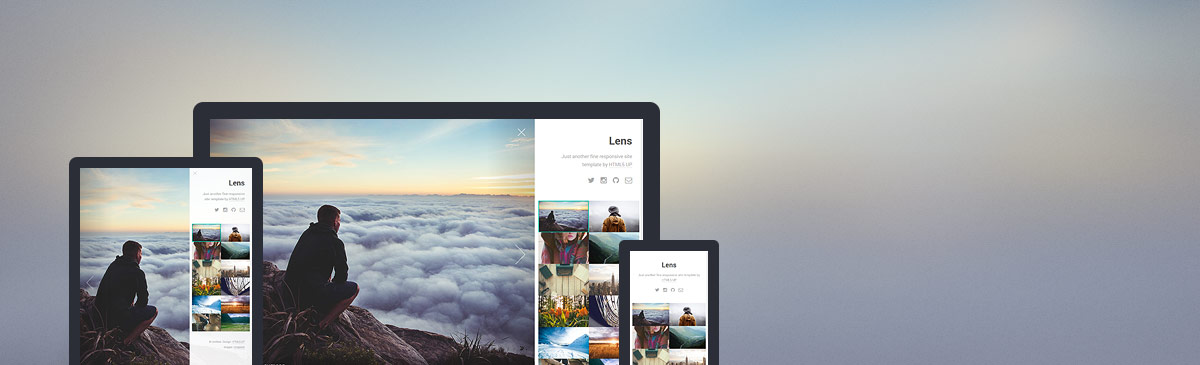 Lens
Just another fine responsive site
template by HTML5 UP
Lens
Just another fine responsive
site template by HTML5 UP
Lens
Just another fine responsive site template by
HTML5 UP